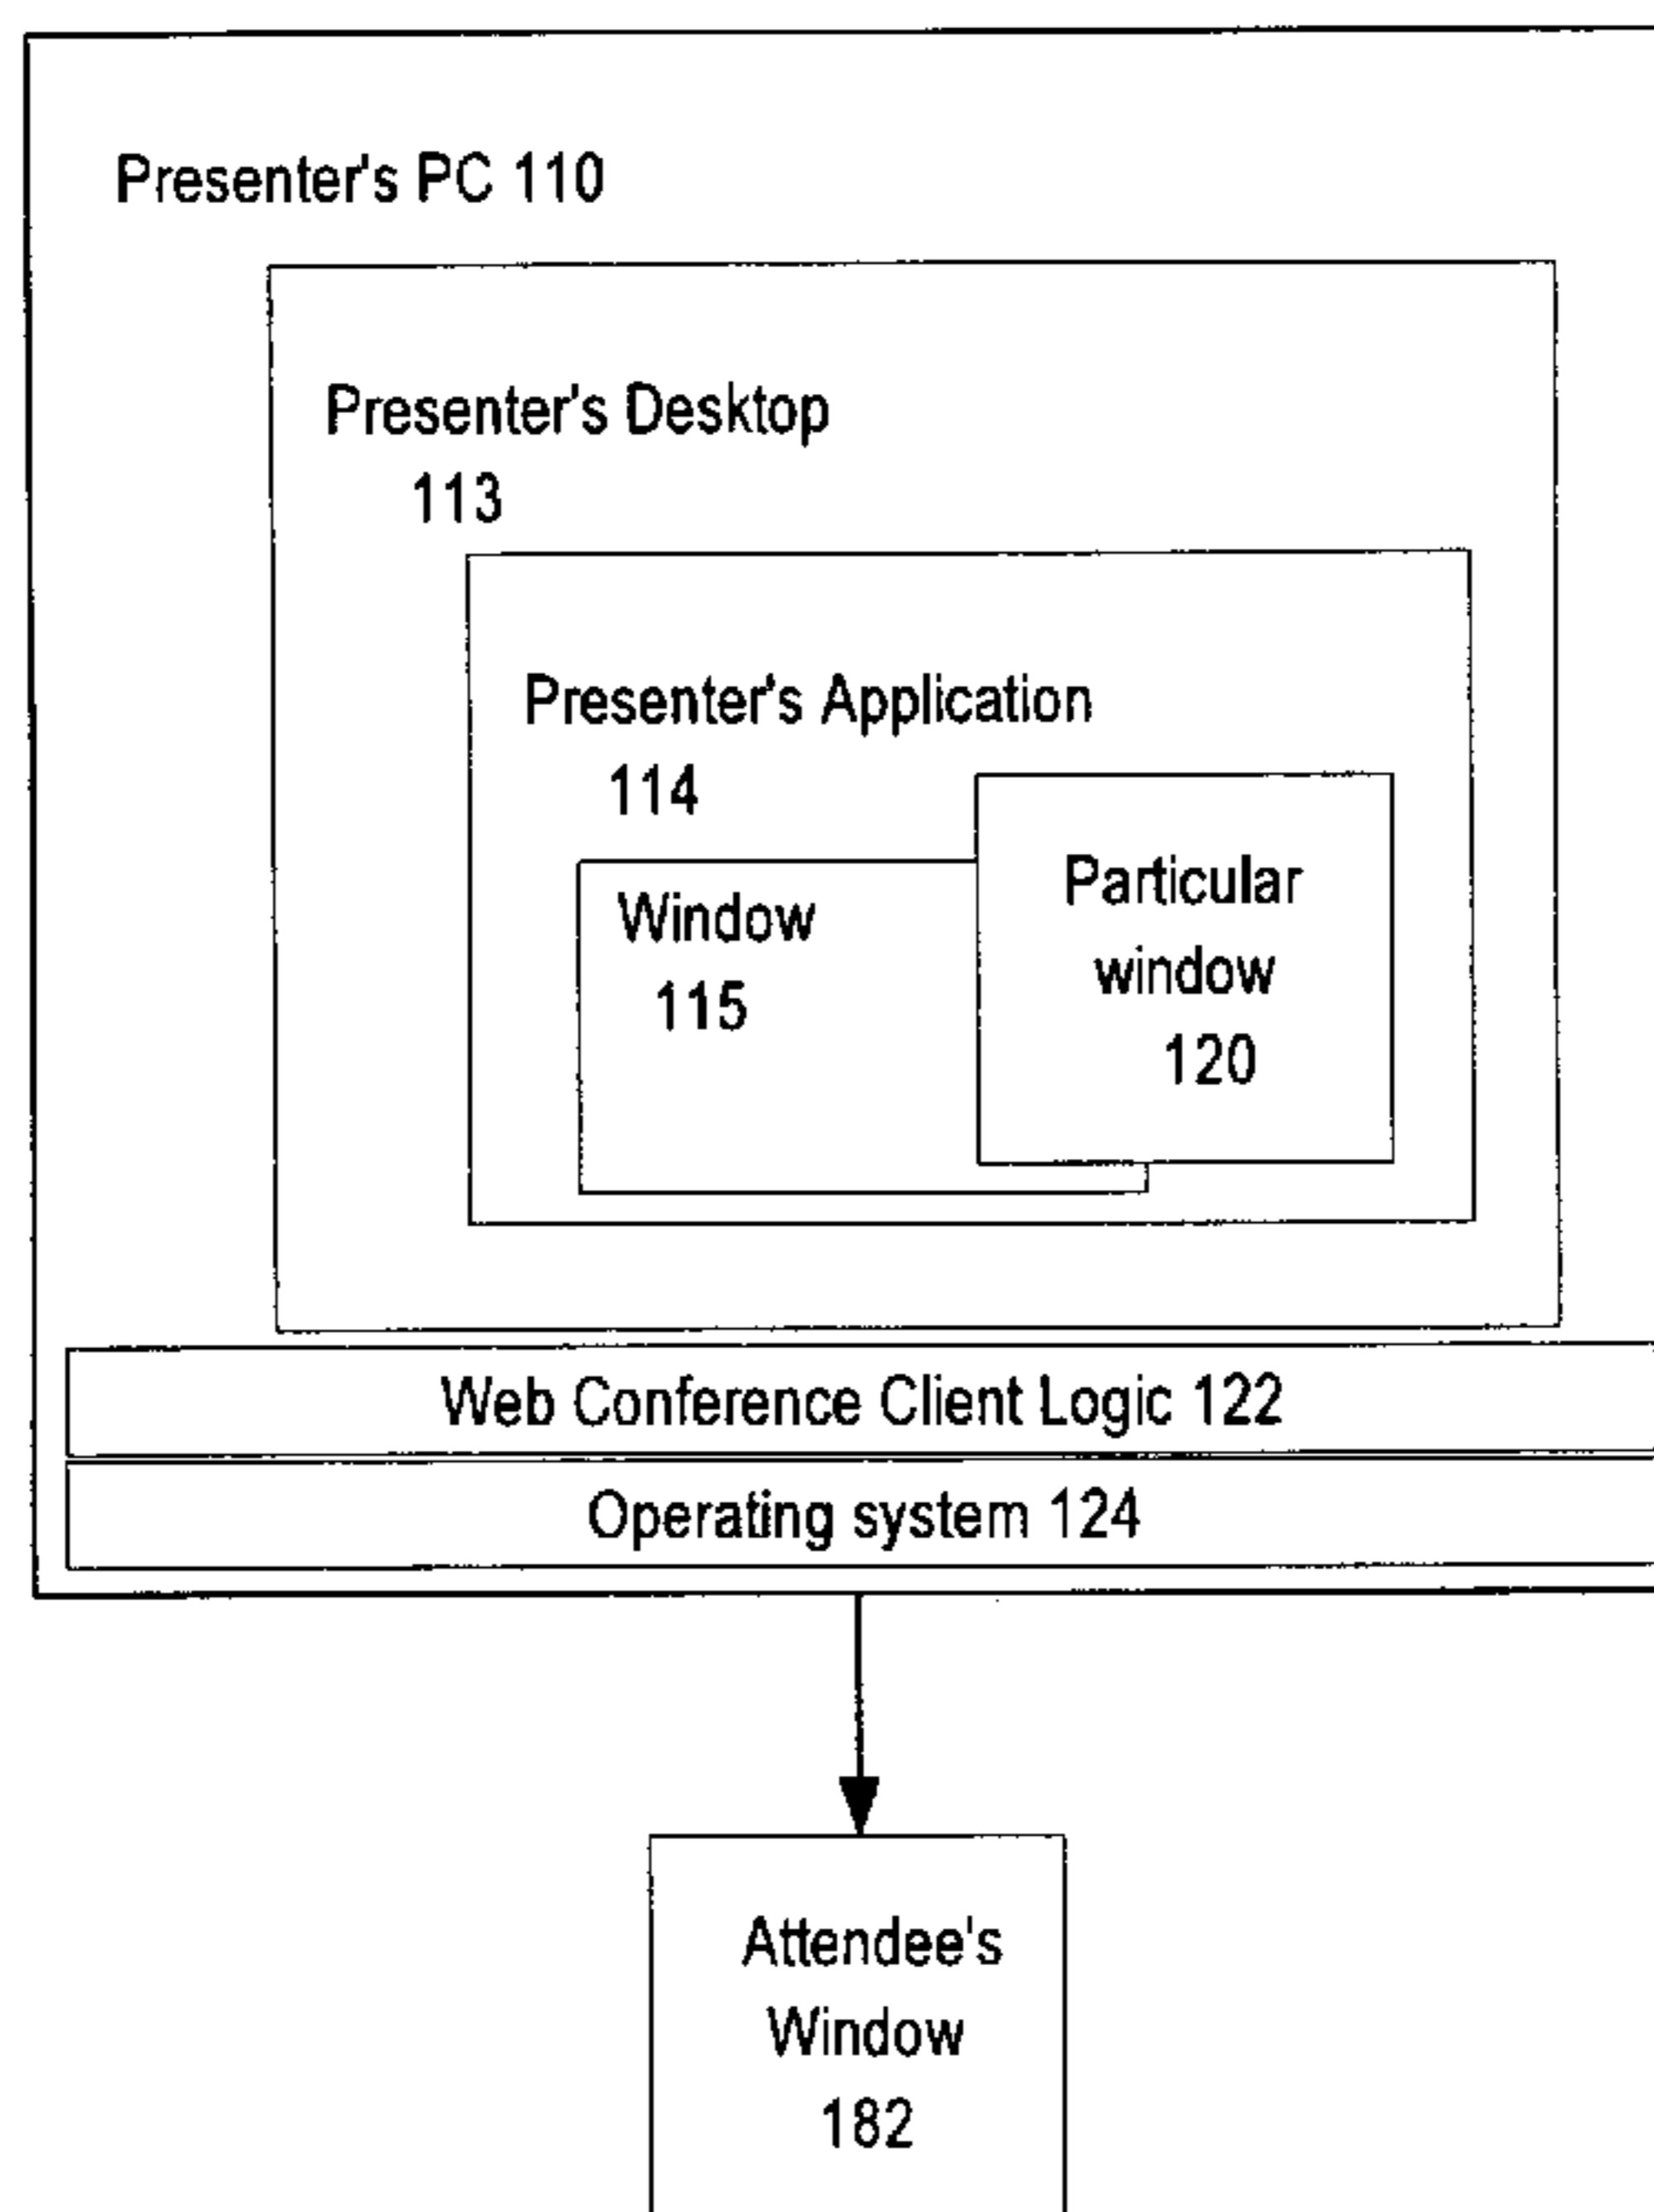 Presenter's PC 110
Presenter's Desktop
113
Presenter's Application
114
Window
115
Particular
window
120
Web Conference Client Logic 122
Operating system 124
Attendee's
Window
182